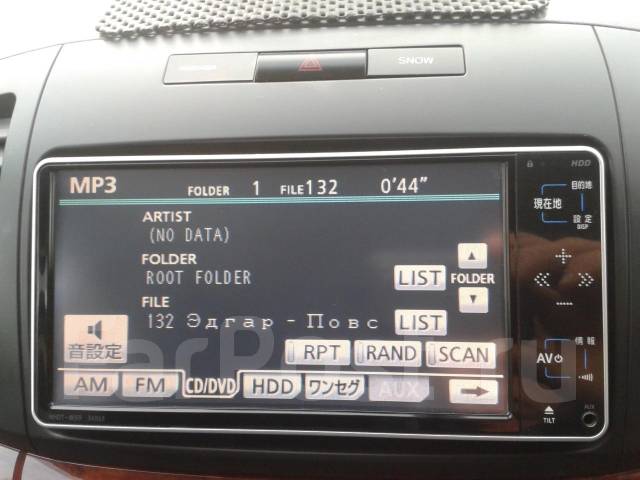 SNOW
HDD
MP3 FOLDER 1 FILE 132 0'44"
ARTIST
(NO DATA)
FOLDER
ROOT FOLDER
LIST FOLDER
FILE
132 Эдгар - Повс LIST
音設定
RPT RAND SCAN
AM FM CD/DVD HDD ワンセグ AUX
目的地
現在地
設定
DISP
情報
AV
TILT
AUX